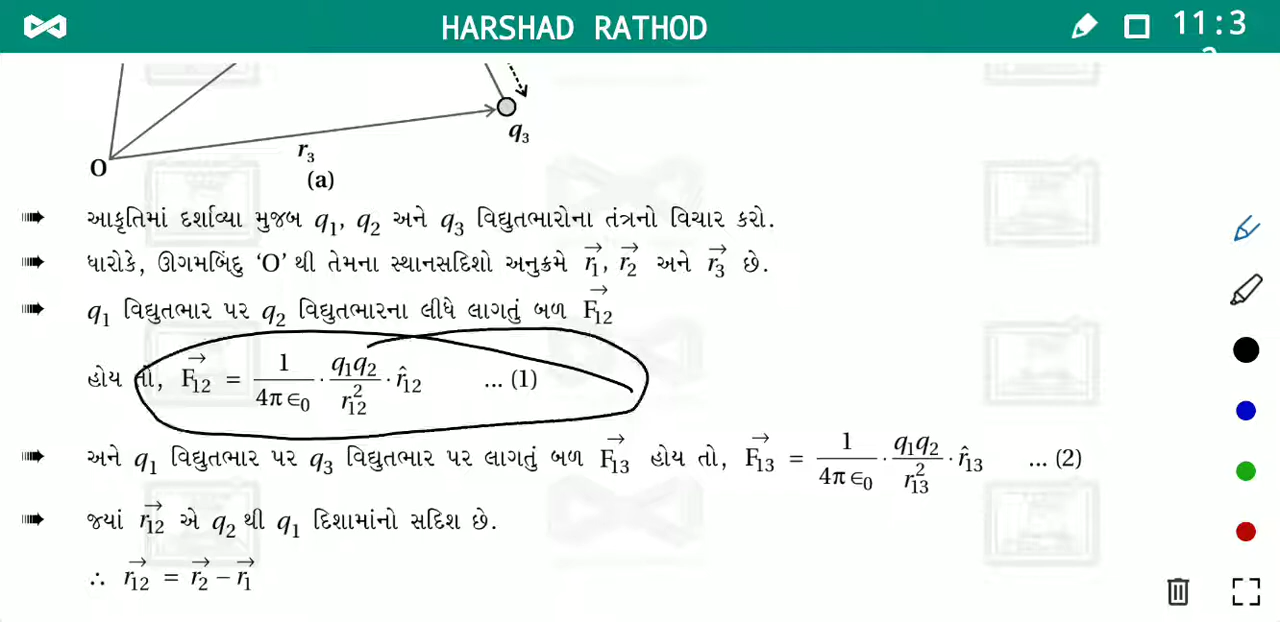 HARSHAD RATHOD
11:3
q₃
O
r₃
(a)
આકૃતિમાં દર્શાવ્યા મુજબ q₁, q₂ અને q₃ વિદ્યુતભારોના તંત્રનો વિચાર કરો.
ધારોકે, ઊગમબિંદુ ‘O’ થી તેમના સ્થાનસદિશો અનુક્રમે r⃗₁, r⃗₂ અને r⃗₃ છે.
q₁ વિદ્યુતભાર પર q₂ વિદ્યુતભારના લીધે લાગતું બળ F⃗₁₂
હોય તો, F⃗₁₂ = 1/4π∈₀ · q₁q₂/r₁₂² · r̂₁₂ ... (1)
અને q₁ વિદ્યુતભાર પર q₃ વિદ્યુતભાર પર લાગતું બળ F⃗₁₃ હોય તો, F⃗₁₃ = 1/4π∈₀ · q₁q₂/r₁₃² · r̂₁₃ ... (2)
જ્યાં r⃗₁₂ એ q₂ થી q₁ દિશામાંનો સદિશ છે.
∴ r⃗₁₂ = r⃗₂ − r⃗₁